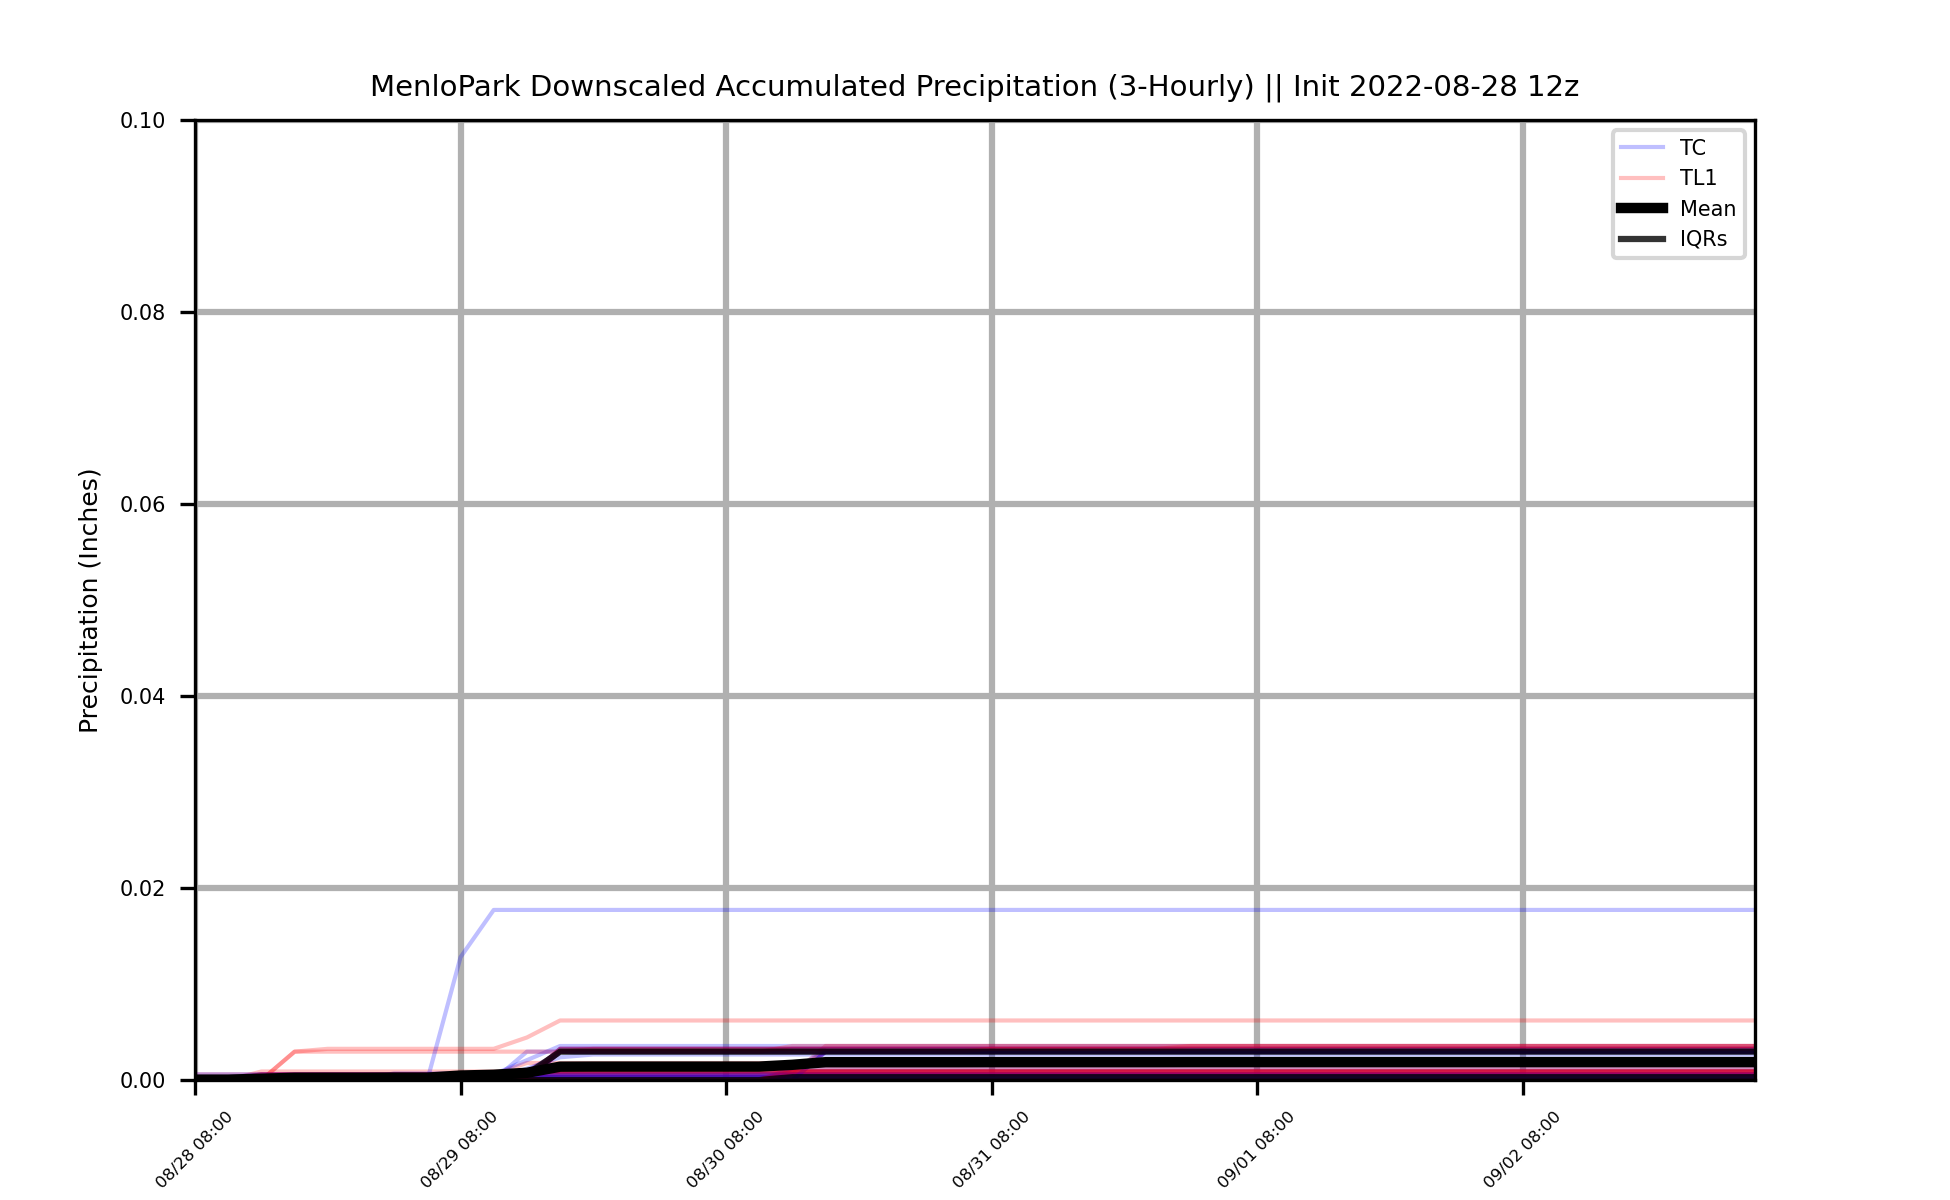 MenloPark Downscaled Accumulated Precipitation (3-Hourly) || Init 2022-08-28 12z
TC
TL1
Mean
IQRs
Precipitation (Inches)
0.10
0.08
0.06
0.04
0.02
0.00
08/28 08:00
08/29 08:00
08/30 08:00
08/31 08:00
09/01 08:00
09/02 08:00